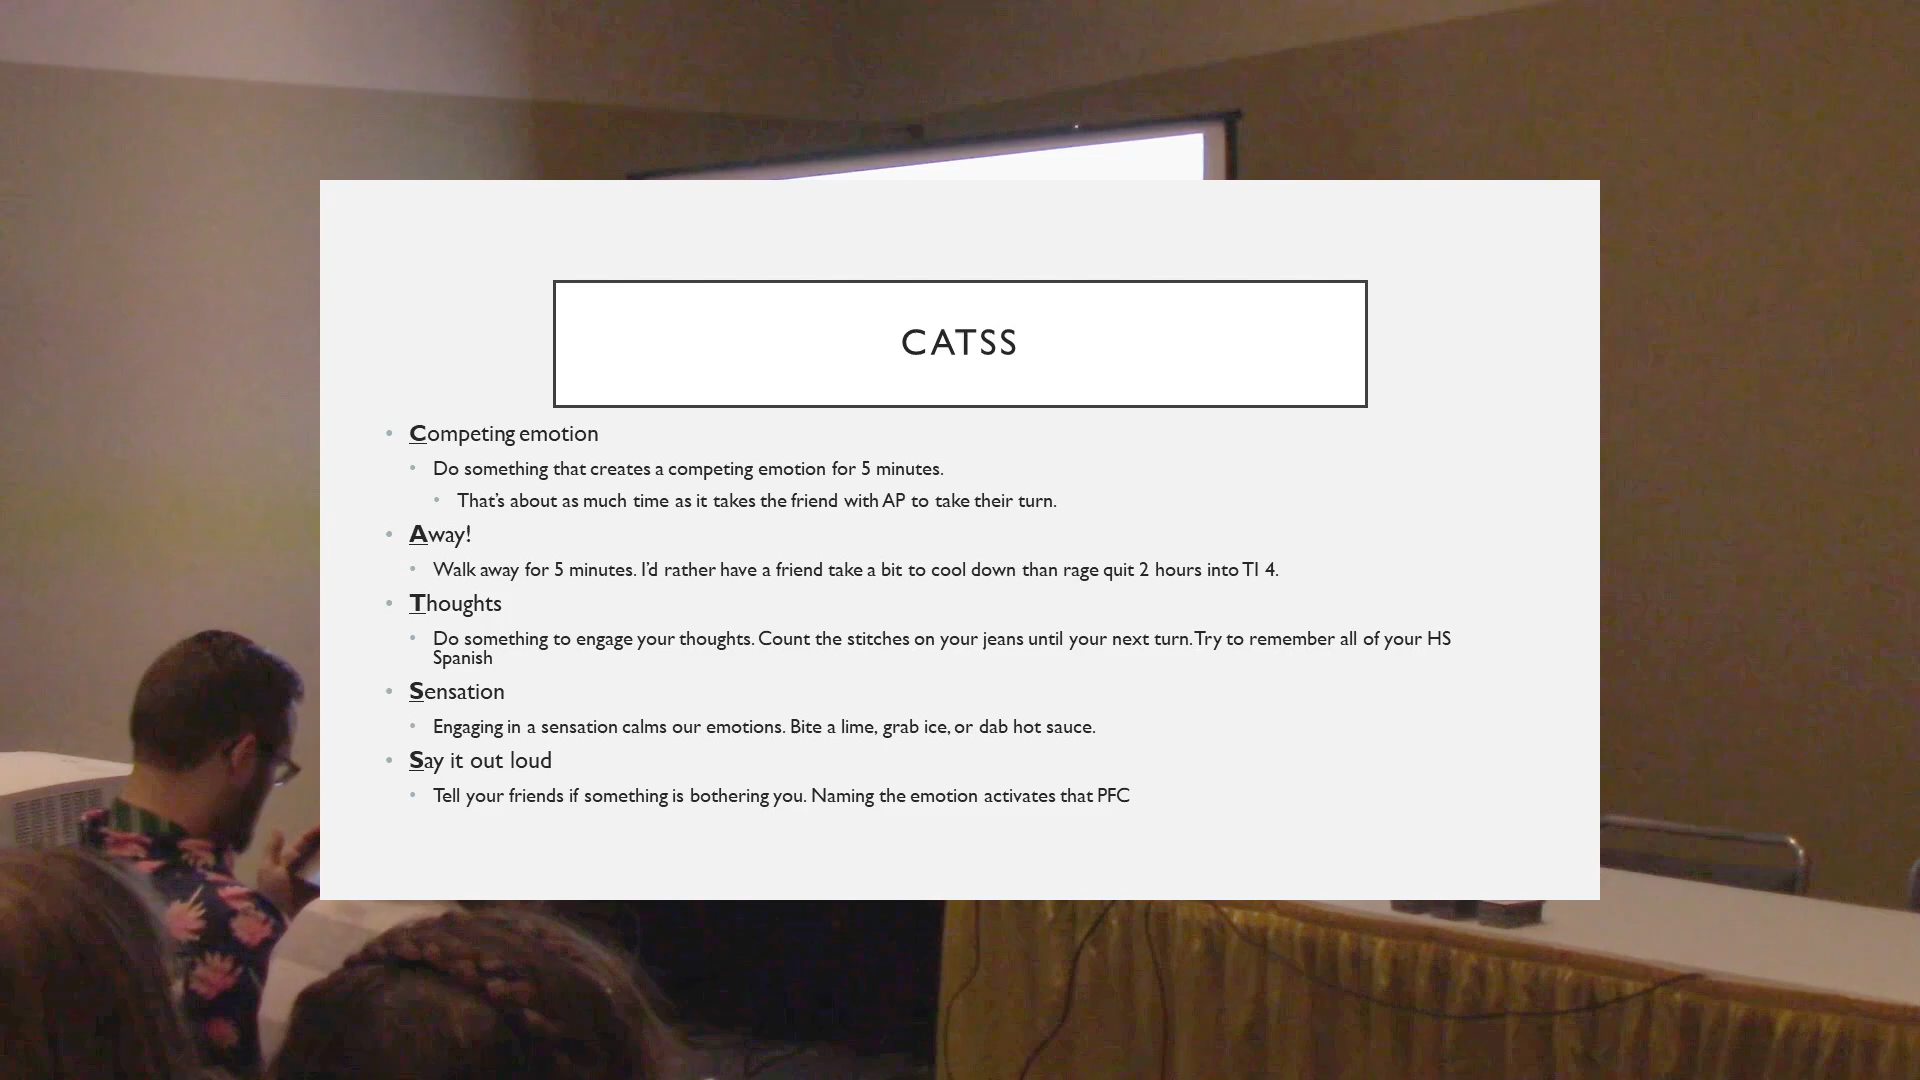 CATSS
• Competing emotion
• Do something that creates a competing emotion for 5 minutes.
• That's about as much time as it takes the friend with AP to take their turn.
• Away!
• Walk away for 5 minutes. I'd rather have a friend take a bit to cool down than rage quit 2 hours into TI 4.
• Thoughts
• Do something to engage your thoughts. Count the stitches on your jeans until your next turn. Try to remember all of your HS
Spanish
• Sensation
• Engaging in a sensation calms our emotions. Bite a lime, grab ice, or dab hot sauce.
• Say it out loud
• Tell your friends if something is bothering you. Naming the emotion activates that PFC